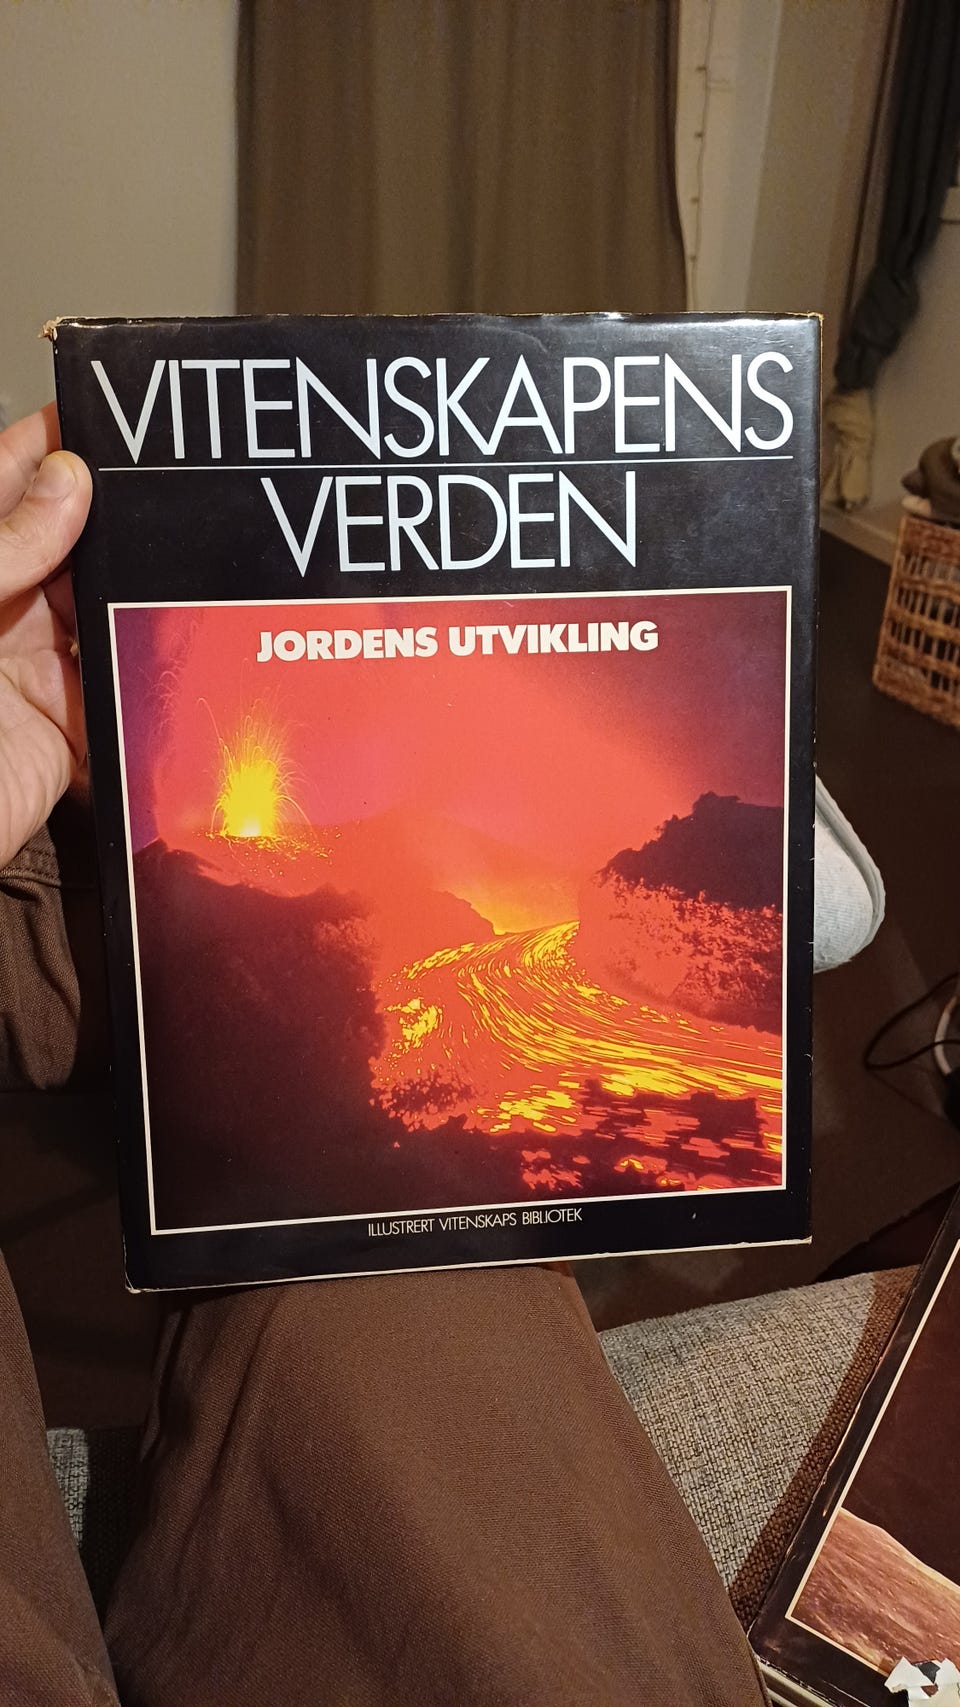 VITENSKAPENS
VERDEN
JORDENS UTVIKLING
ILLUSTRERT VITENSKAPS BIBLIOTEK